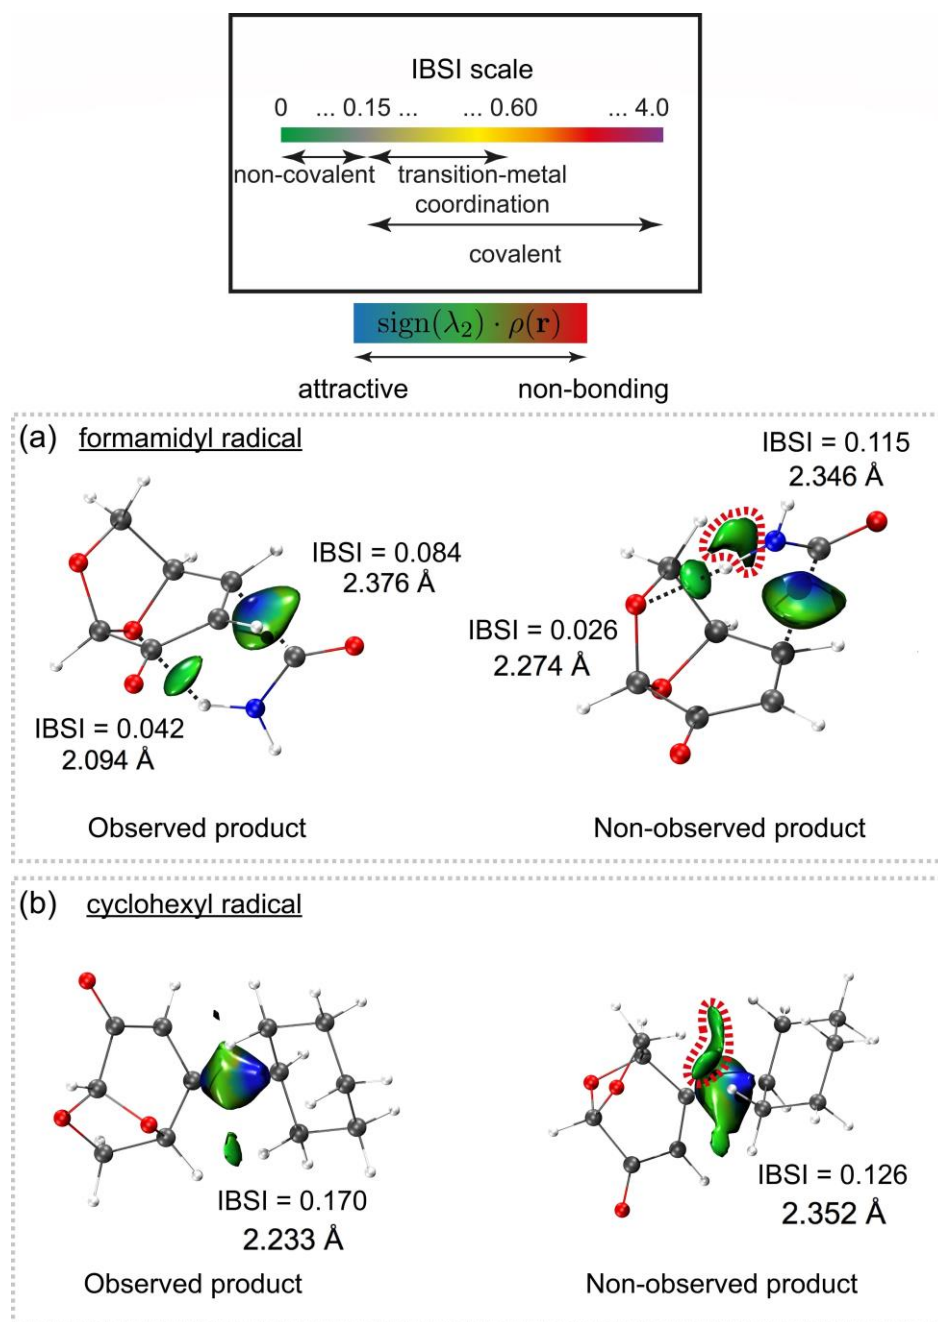 IBSI scale
0 ... 0.15 ... ... 0.60 ... 4.0
non-covalent transition-metal
coordination
covalent
sign(λ₂) · ρ(r)
attractive non-bonding
(a) formamidyl radical
IBSI = 0.115
2.346 Å
IBSI = 0.084
2.376 Å
IBSI = 0.026
2.274 Å
IBSI = 0.042
2.094 Å
Observed product Non-observed product
(b) cyclohexyl radical
IBSI = 0.170
2.233 Å
IBSI = 0.126
2.352 Å
Observed product Non-observed product